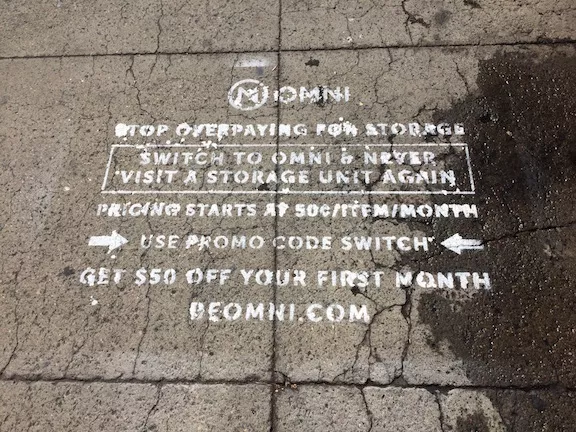 OMNI
STOP OVERPAYING FOR STORAGE
SWITCH TO OMNI & NEVER
VISIT A STORAGE UNIT AGAIN
PRICING STARTS AT 50¢/ITEM/MONTH
USE PROMO CODE SWITCH*
GET $50 OFF YOUR FIRST MONTH
BEOMNI.COM